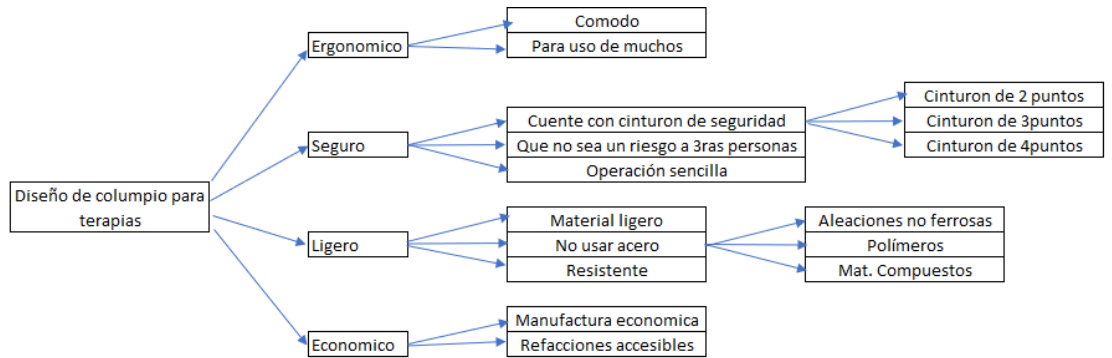 Diseño de columpio para
terapias
Ergonomico
Comodo
Para uso de muchos
Seguro
Cuente con cinturon de seguridad
Que no sea un riesgo a 3ras personas
Operación sencilla
Cinturon de 2 puntos
Cinturon de 3puntos
Cinturon de 4puntos
Ligero
Material ligero
No usar acero
Resistente
Aleaciones no ferrosas
Polímeros
Mat. Compuestos
Economico
Manufactura economica
Refacciones accesibles